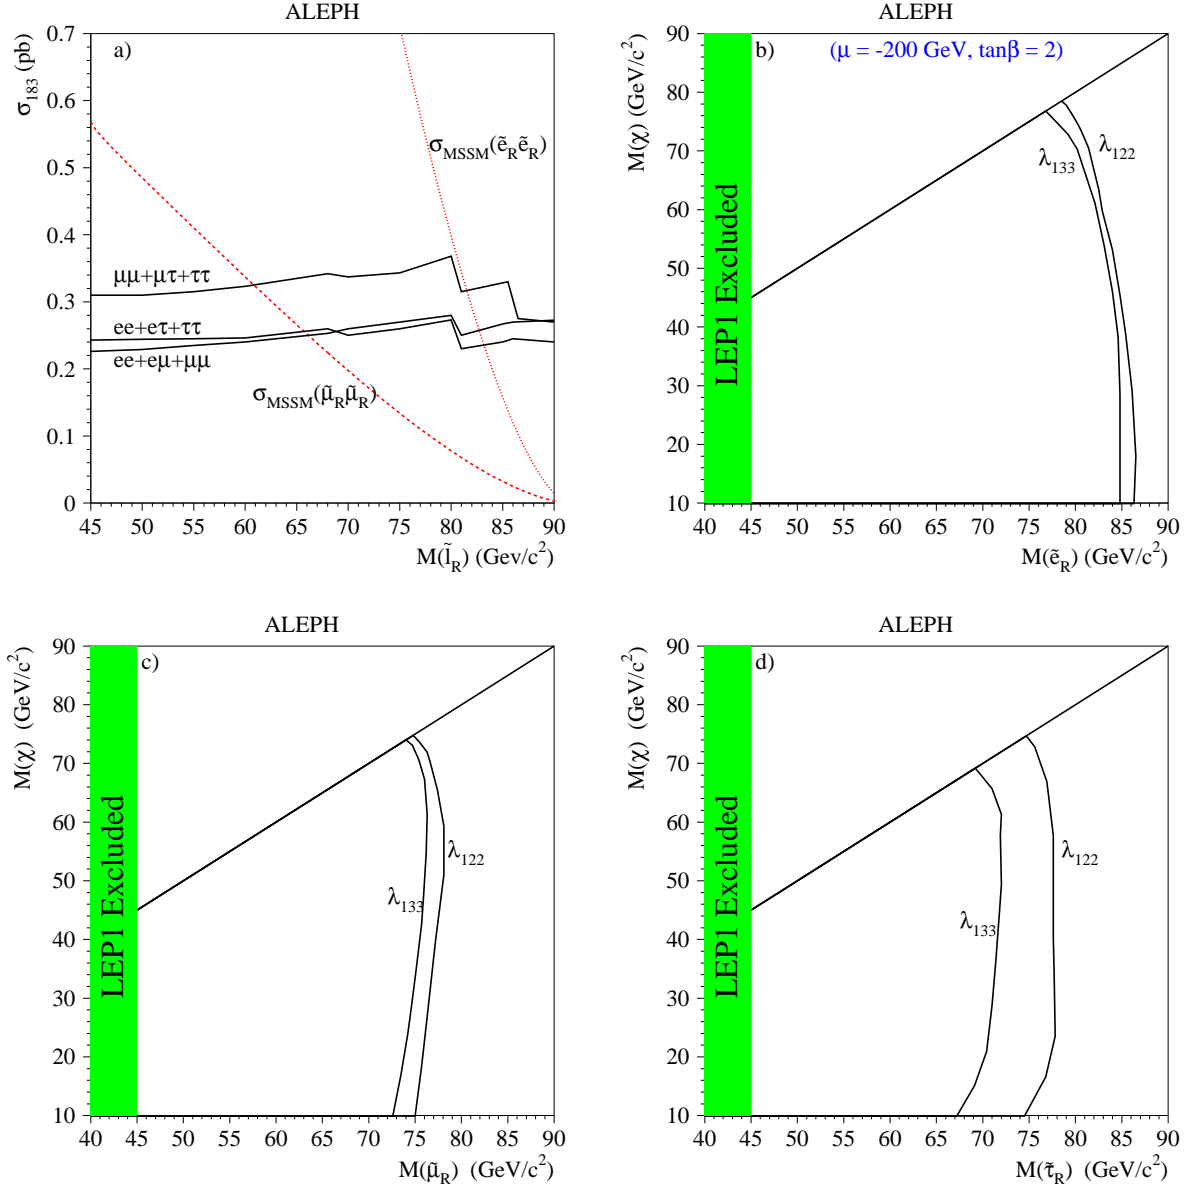 ALEPH
a)
σ183 (pb)
0.7
0.6
0.5
0.4
0.3
0.2
0.1
0
σMSSM(ẽRẽR)
μμ+μτ+ττ
ee+eτ+ττ
ee+eμ+μμ
σMSSM(μ̃Rμ̃R)
45 50 55 60 65 70 75 80 85 90
M(l̃R) (Gev/c²)
ALEPH
b)
(μ = -200 GeV, tanβ = 2)
M(χ) (GeV/c²)
90
80
70
60
50
40
30
20
10
LEP1 Excluded
λ122
λ133
40 45 50 55 60 65 70 75 80 85 90
M(ẽR) (GeV/c²)
ALEPH
c)
M(χ) (GeV/c²)
90
80
70
60
50
40
30
20
10
LEP1 Excluded
λ122
λ133
40 45 50 55 60 65 70 75 80 85 90
M(μ̃R) (GeV/c²)
ALEPH
d)
M(χ) (GeV/c²)
90
80
70
60
50
40
30
20
10
LEP1 Excluded
λ122
λ133
40 45 50 55 60 65 70 75 80 85 90
M(τ̃R) (GeV/c²)